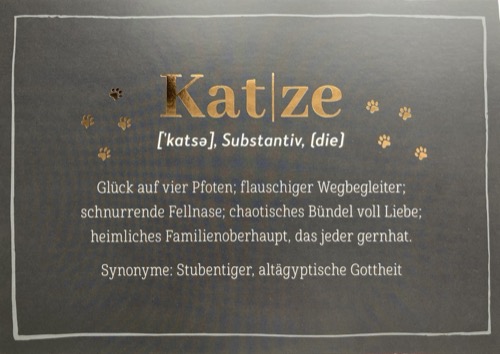 Kat|ze
['katsə], Substantiv, (die)
Glück auf vier Pfoten; flauschiger Wegbegleiter;
schnurrende Fellnase; chaotisches Bündel voll Liebe;
heimliches Familienoberhaupt, das jeder gernhat.
Synonyme: Stubentiger, altägyptische Gottheit